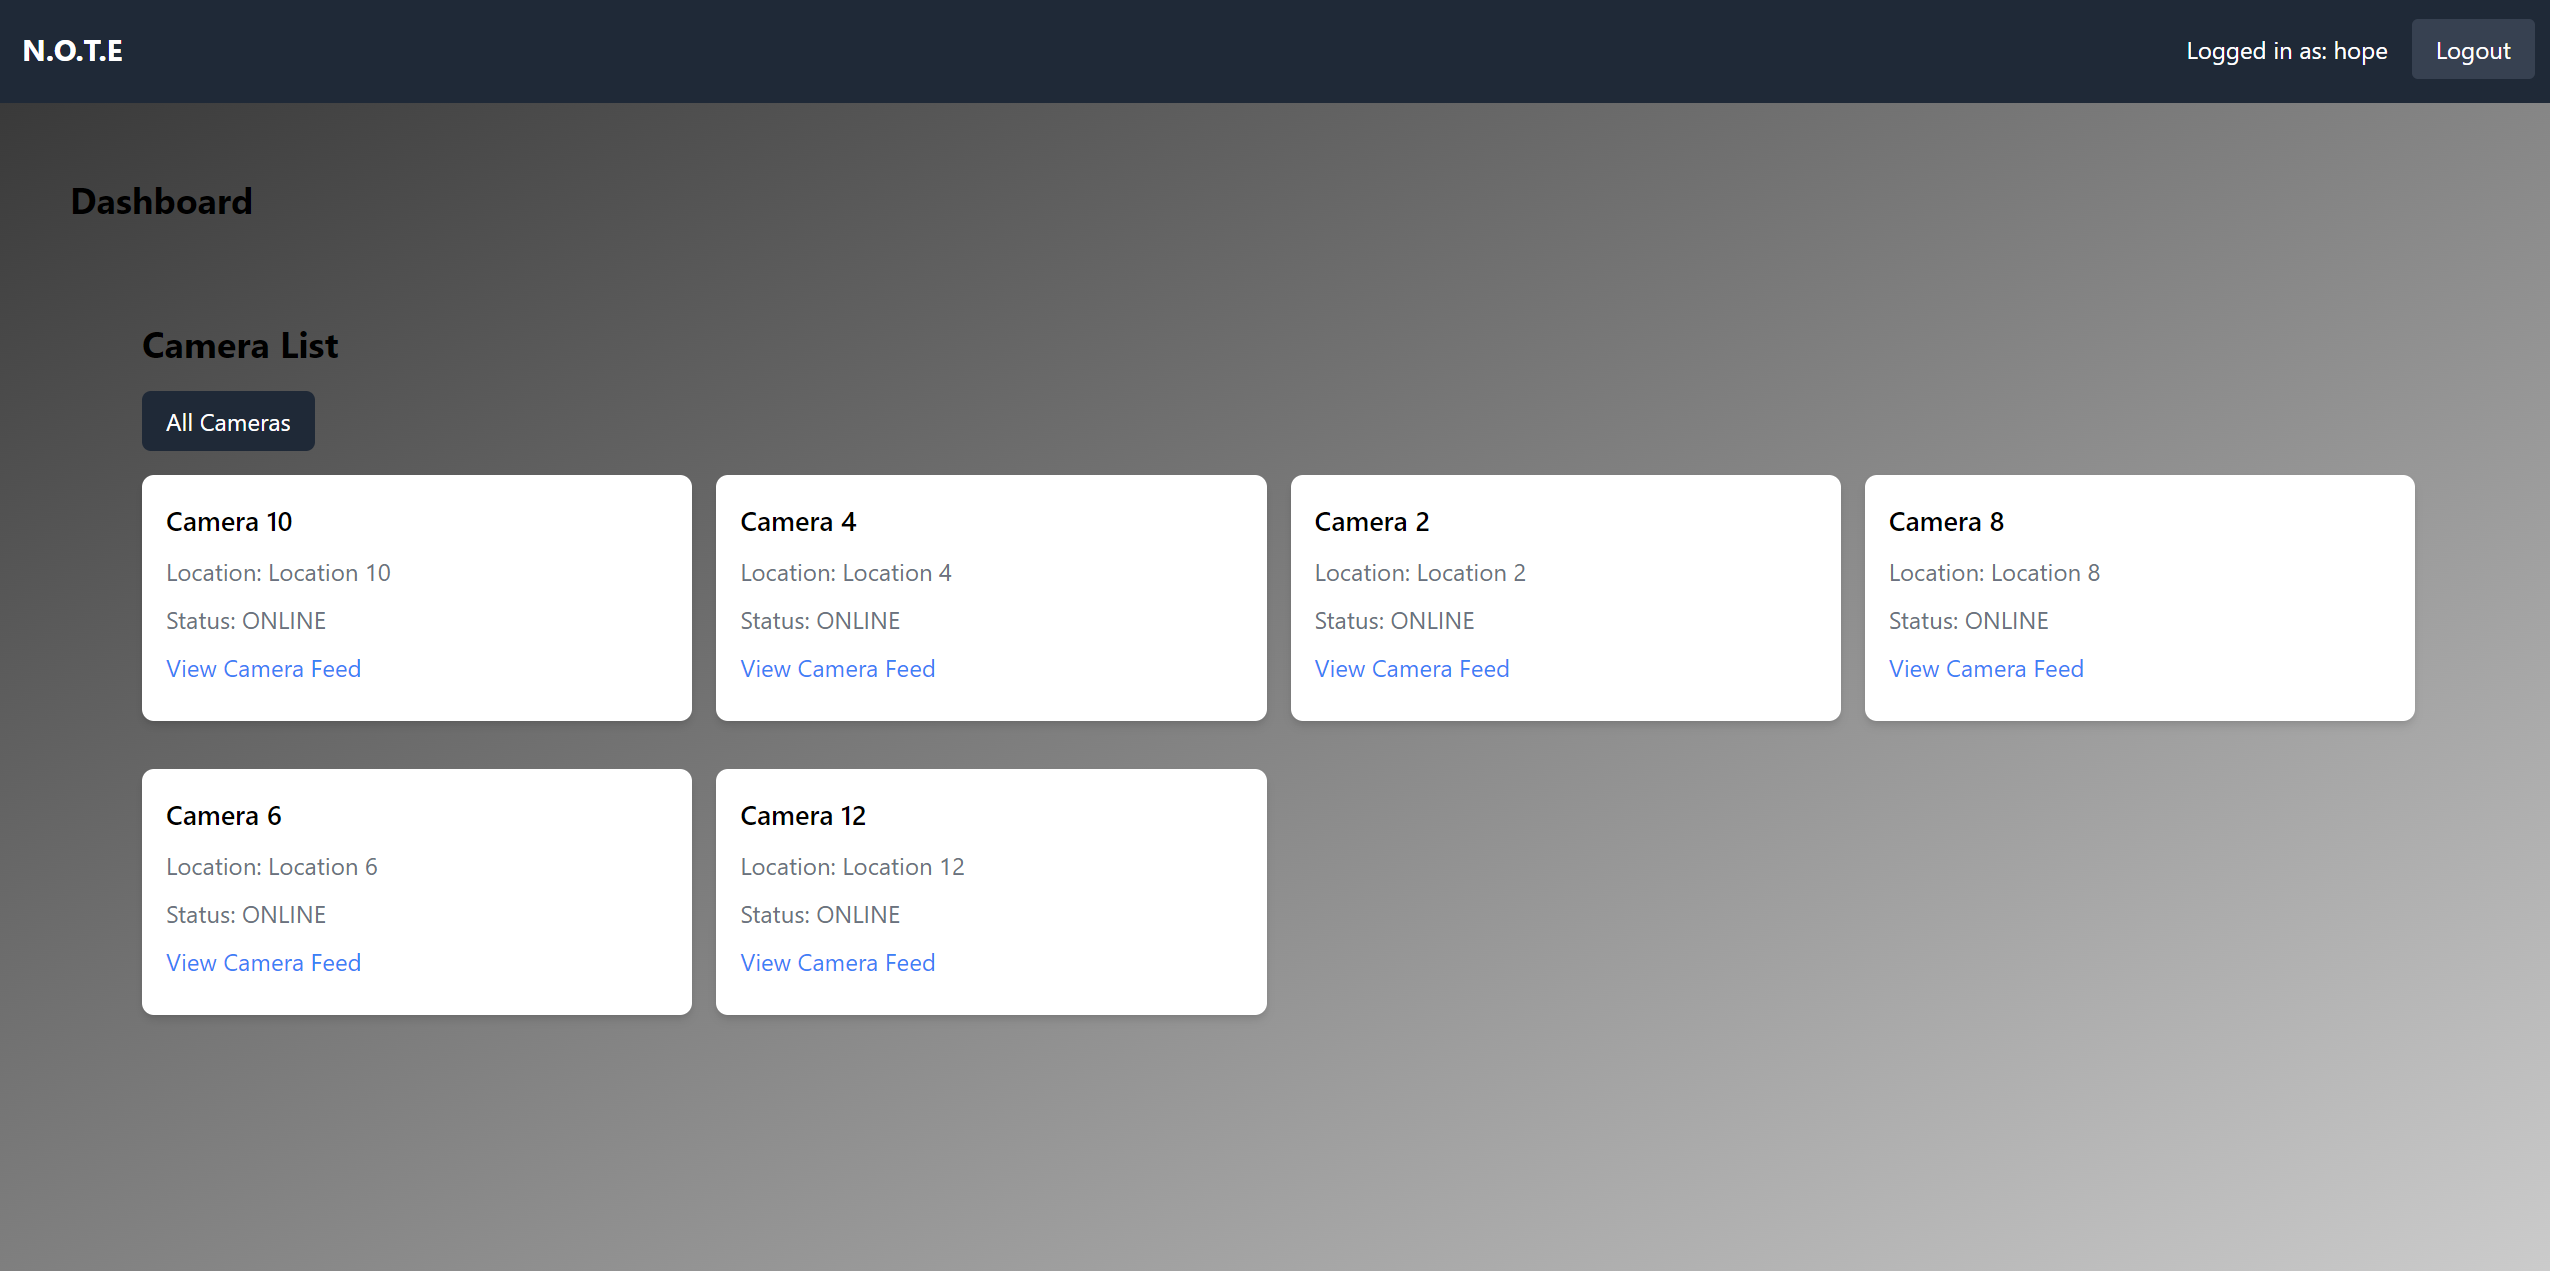 N.O.T.E
Logged in as: hope
Logout
Dashboard
Camera List
All Cameras
Camera 10
Location: Location 10
Status: ONLINE
View Camera Feed
Camera 4
Location: Location 4
Status: ONLINE
View Camera Feed
Camera 2
Location: Location 2
Status: ONLINE
View Camera Feed
Camera 8
Location: Location 8
Status: ONLINE
View Camera Feed
Camera 6
Location: Location 6
Status: ONLINE
View Camera Feed
Camera 12
Location: Location 12
Status: ONLINE
View Camera Feed